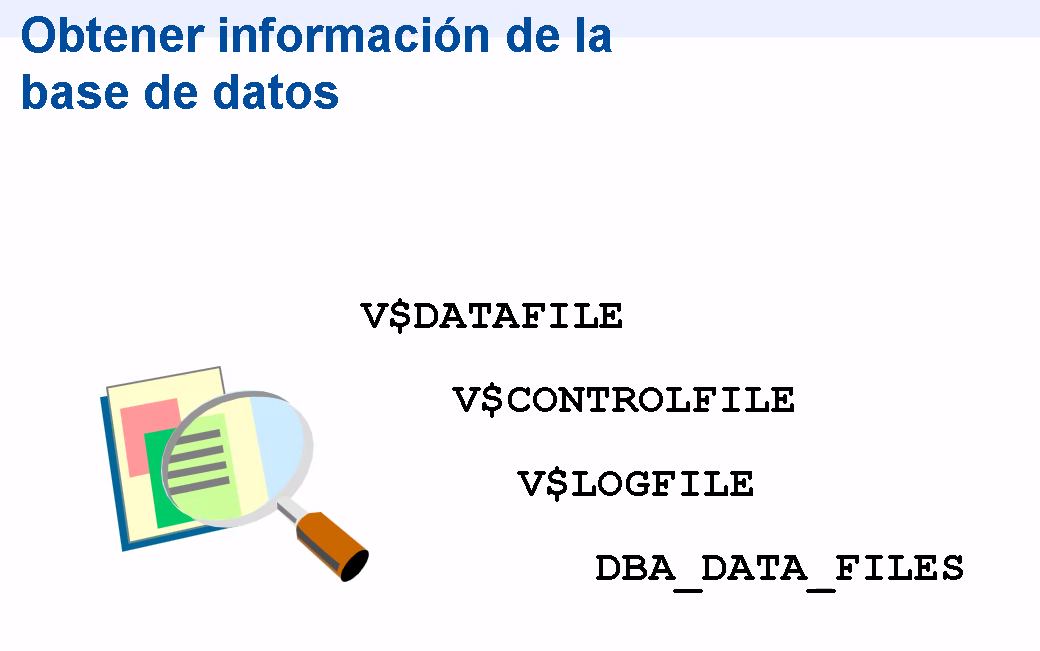 Obtener información de la
base de datos
V$DATAFILE
V$CONTROLFILE
V$LOGFILE
DBA_DATA_FILES